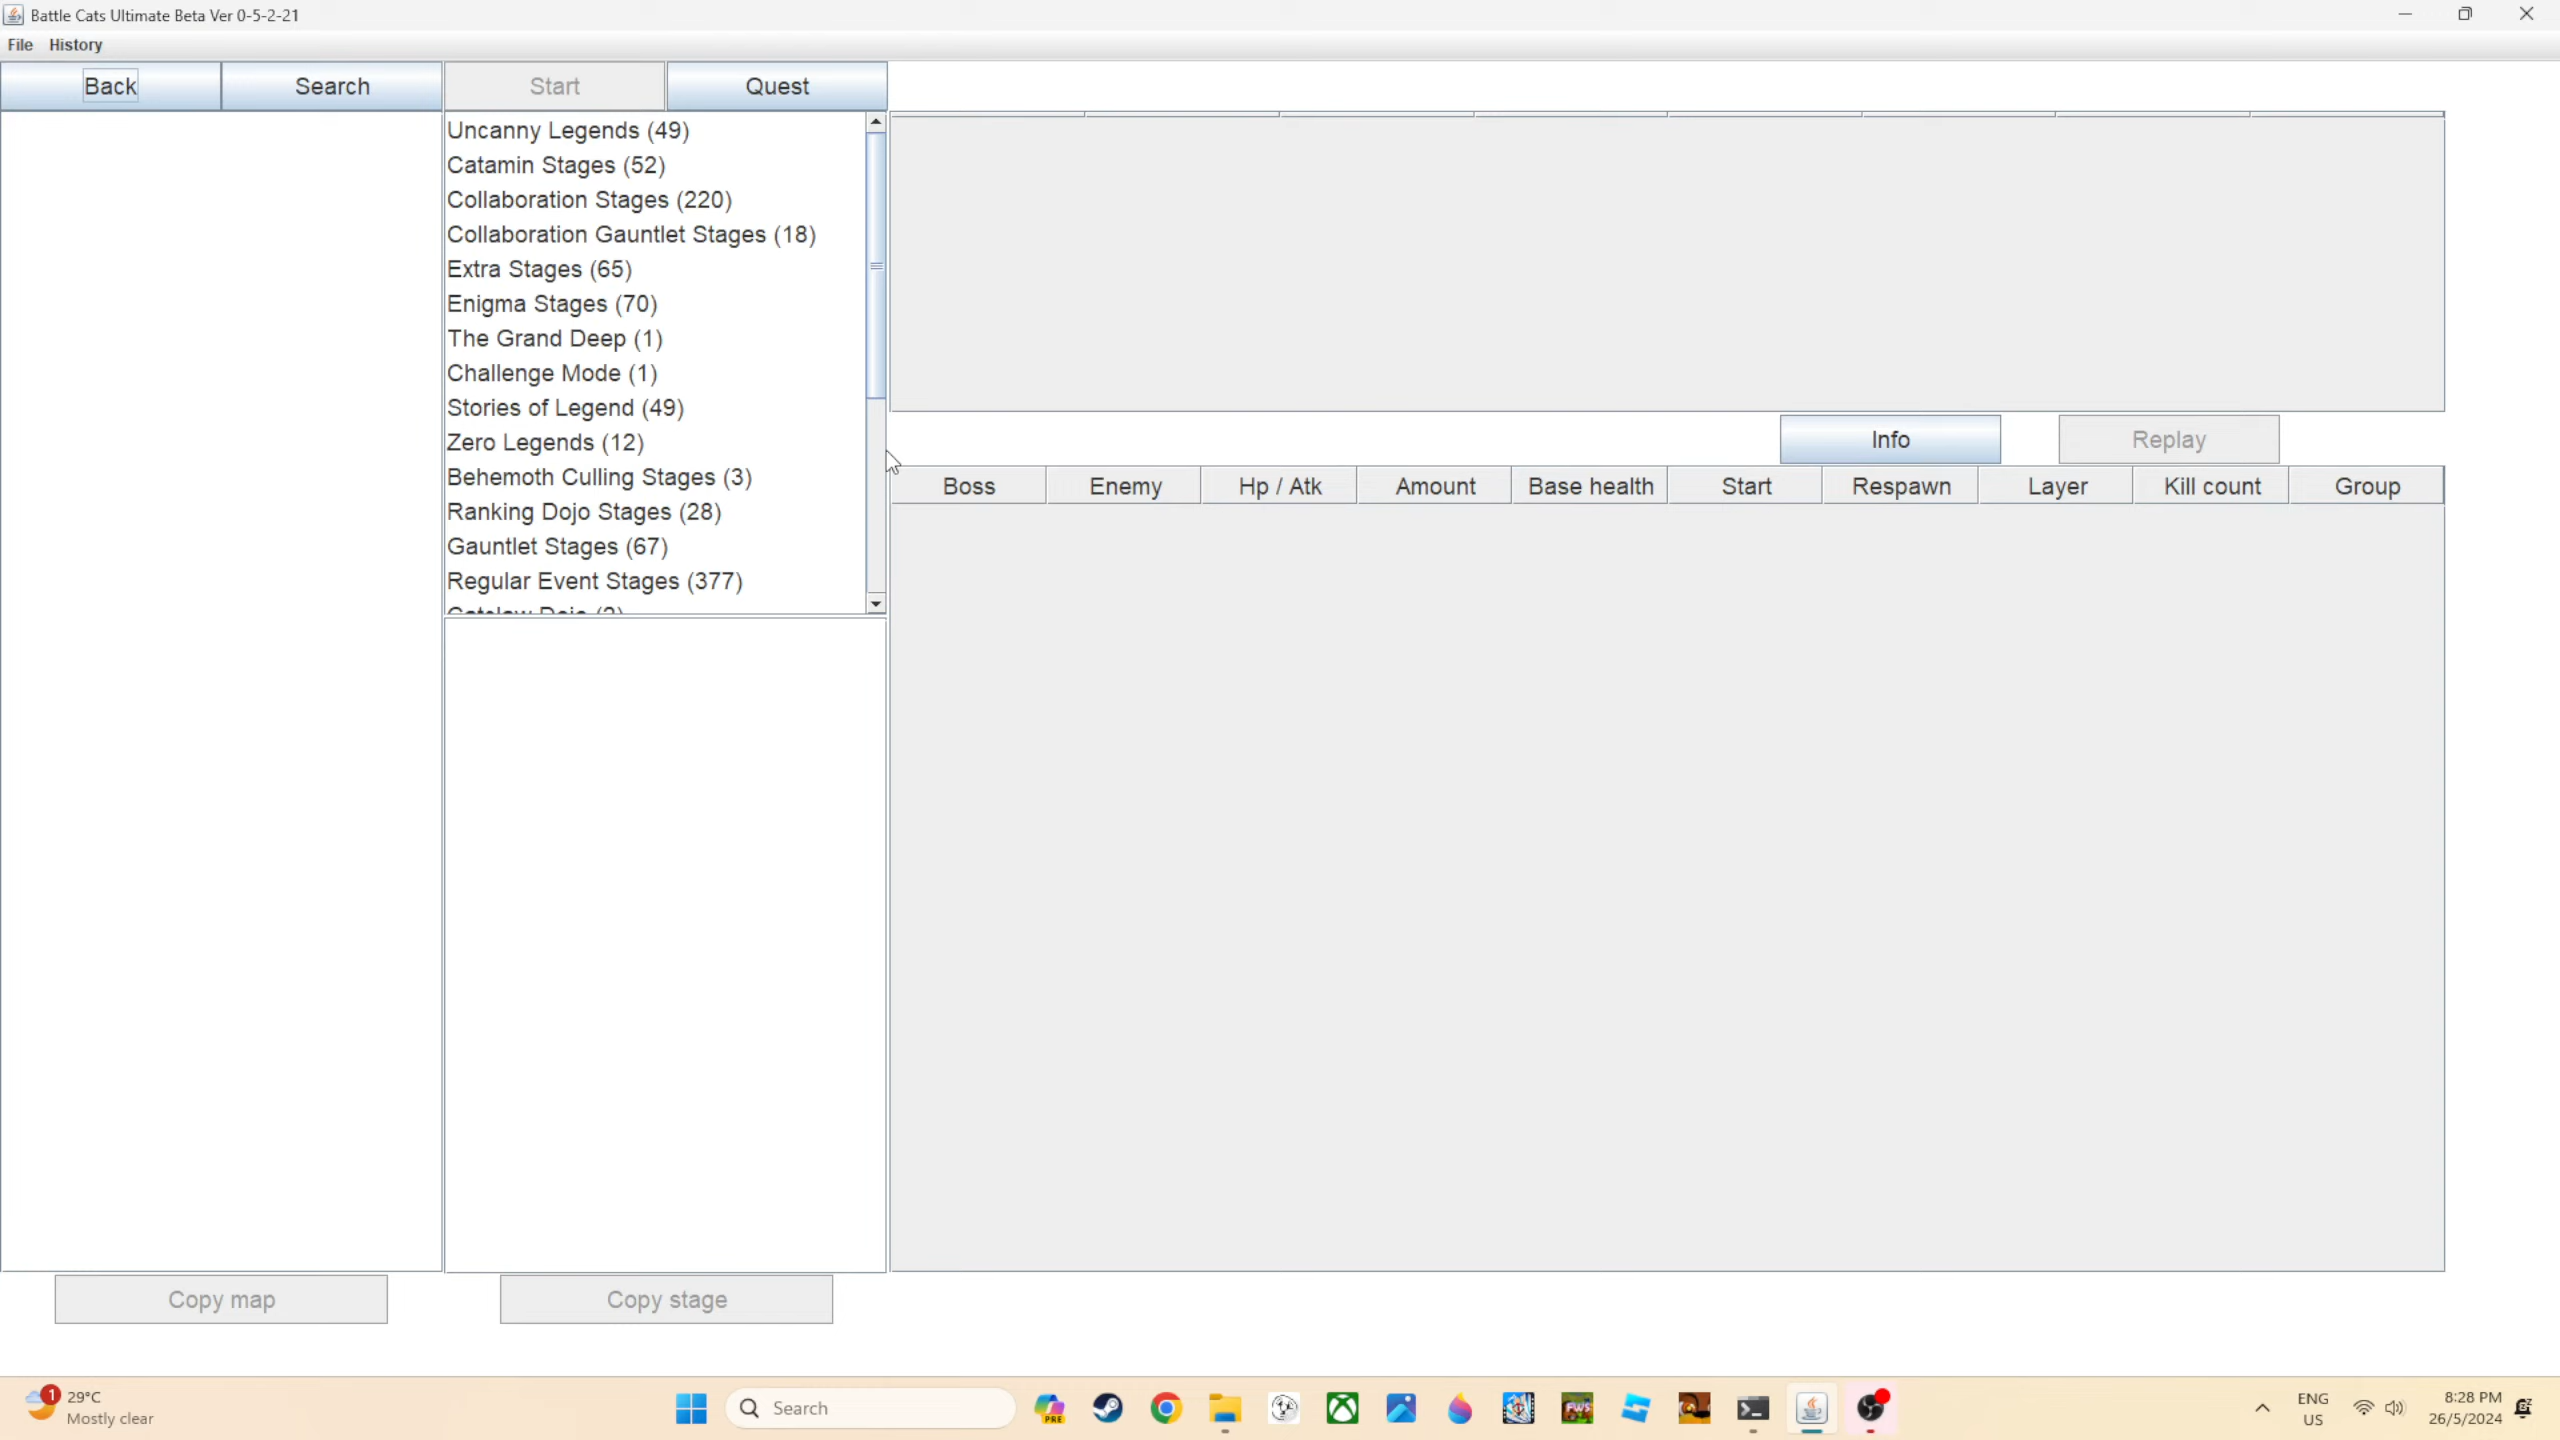 Battle Cats Ultimate Beta Ver 0-5-2-21
File History
Back Search Start Quest
Uncanny Legends (49)
Catamin Stages (52)
Collaboration Stages (220)
Collaboration Gauntlet Stages (18)
Extra Stages (65)
Enigma Stages (70)
The Grand Deep (1)
Challenge Mode (1)
Stories of Legend (49)
Zero Legends (12)
Behemoth Culling Stages (3)
Ranking Dojo Stages (28)
Gauntlet Stages (67)
Regular Event Stages (377)
Info Replay
Boss Enemy Hp / Atk Amount Base health Start Respawn Layer Kill count Group
Copy map Copy stage
1
29°C
Mostly clear
Search
PRE
FWS
ENG
US
8:28 PM
26/5/2024